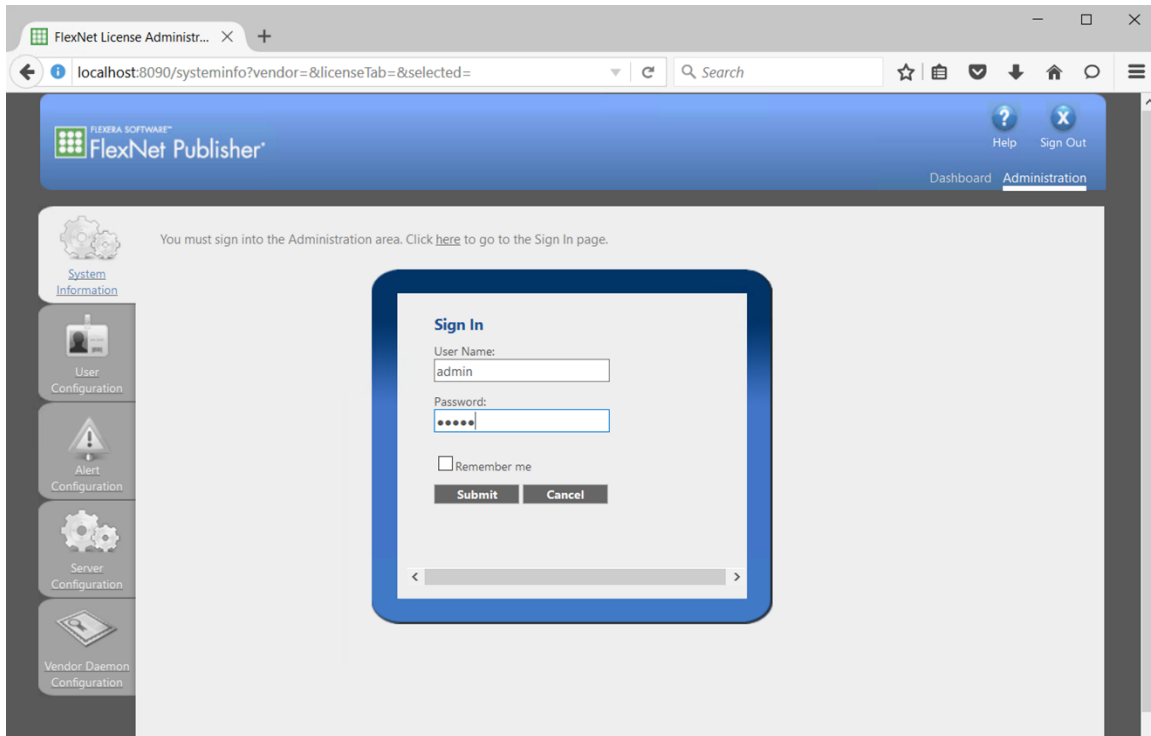 FlexNet License Administr...
localhost:8090/systeminfo?vendor=&licenseTab=&selected=
Search
FLEXERA SOFTWARE™
FlexNet Publisher®
Help
Sign Out
Dashboard Administration
System
Information
You must sign into the Administration area. Click here to go to the Sign In page.
Sign In
User Name:
admin
Password:
•••••
Remember me
Submit Cancel
User
Configuration
Alert
Configuration
Server
Configuration
Vendor Daemon
Configuration